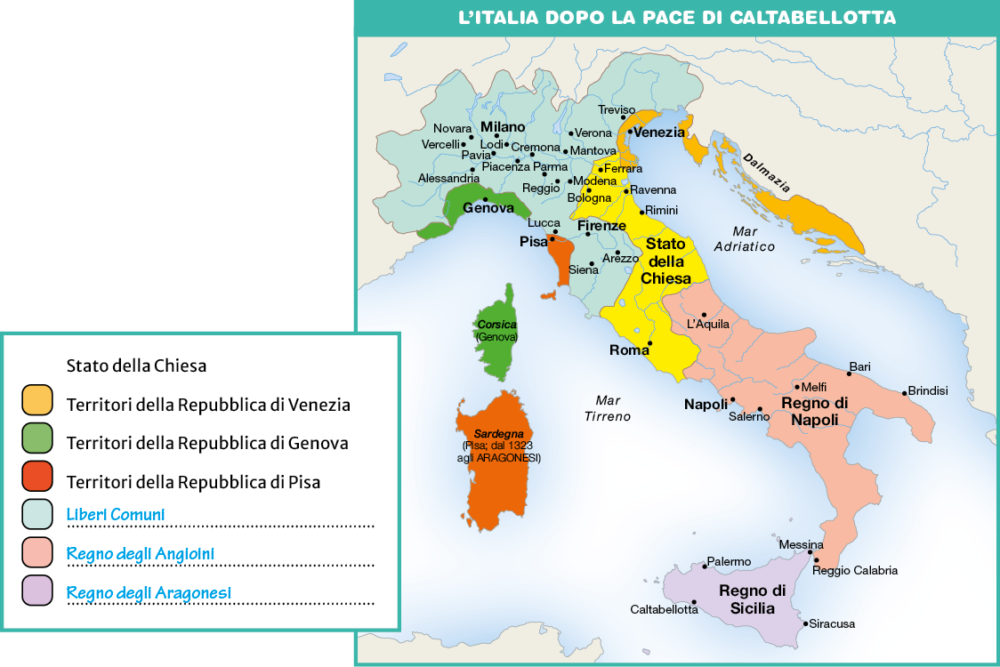 L'ITALIA DOPO LA PACE DI CALTABELLOTTA
Treviso
Novara
Milano
Verona
Venezia
Vercelli
Lodi
Cremona
Mantova
Pavia
Piacenza
Parma
Ferrara
Dalmazia
Alessandria
Reggio
Modena
Ravenna
Bologna
Genova
Rimini
Lucca
Firenze
Mar
Adriatico
Pisa
Stato
della
Chiesa
Arezzo
Siena
Corsica
(Genova)
L'Aquila
Roma
Bari
Melfi
Brindisi
Mar
Tirreno
Napoli
Regno di
Napoli
Salerno
Sardegna
(Pisa; dal 1323
agli ARAGONESI)
Messina
Palermo
Reggio Calabria
Regno di
Sicilia
Caltabellotta
Siracusa
Stato della Chiesa
Territori della Repubblica di Venezia
Territori della Repubblica di Genova
Territori della Repubblica di Pisa
Liberi Comuni
Regno degli Angioini
Regno degli Aragonesi